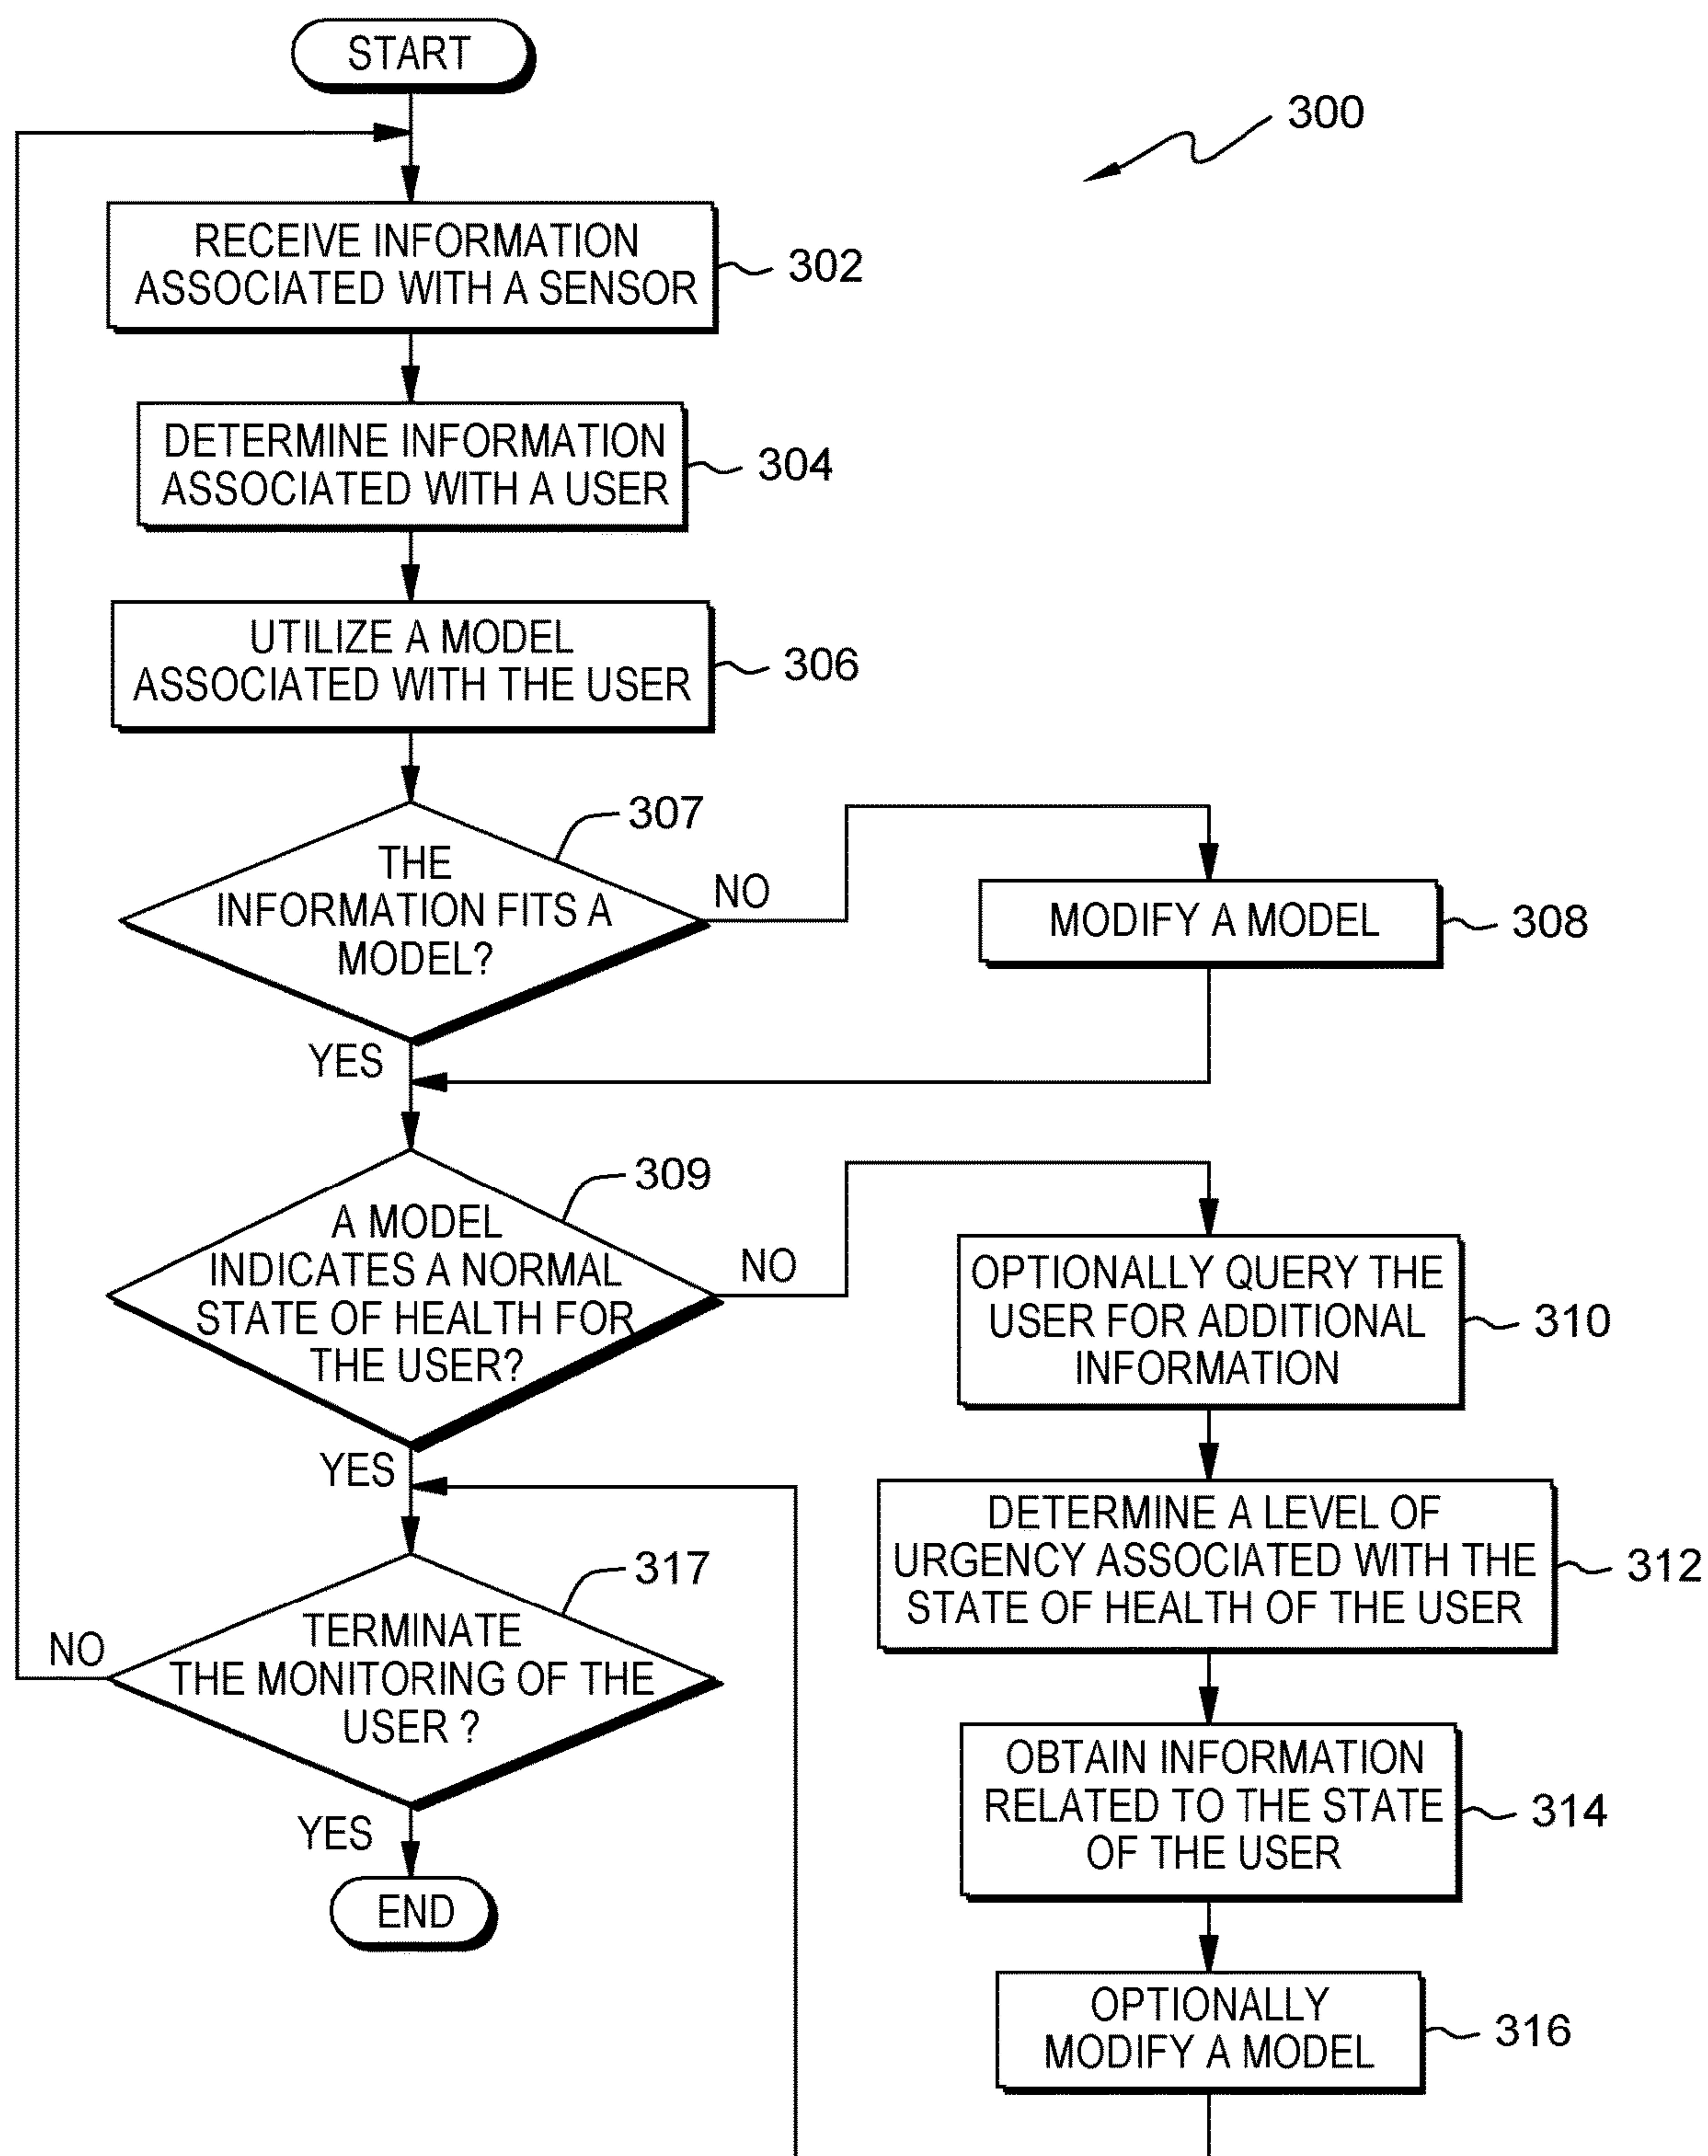 START
300
RECEIVE INFORMATION
ASSOCIATED WITH A SENSOR
302
DETERMINE INFORMATION
ASSOCIATED WITH A USER
304
UTILIZE A MODEL
ASSOCIATED WITH THE USER
306
307
THE
INFORMATION FITS A
MODEL?
NO
MODIFY A MODEL
308
YES
309
A MODEL
INDICATES A NORMAL
STATE OF HEALTH FOR
THE USER?
NO
OPTIONALLY QUERY THE
USER FOR ADDITIONAL
INFORMATION
310
YES
DETERMINE A LEVEL OF
URGENCY ASSOCIATED WITH THE
STATE OF HEALTH OF THE USER
312
317
TERMINATE
THE MONITORING OF THE
USER ?
NO
YES
OBTAIN INFORMATION
RELATED TO THE STATE
OF THE USER
314
END
OPTIONALLY
MODIFY A MODEL
316